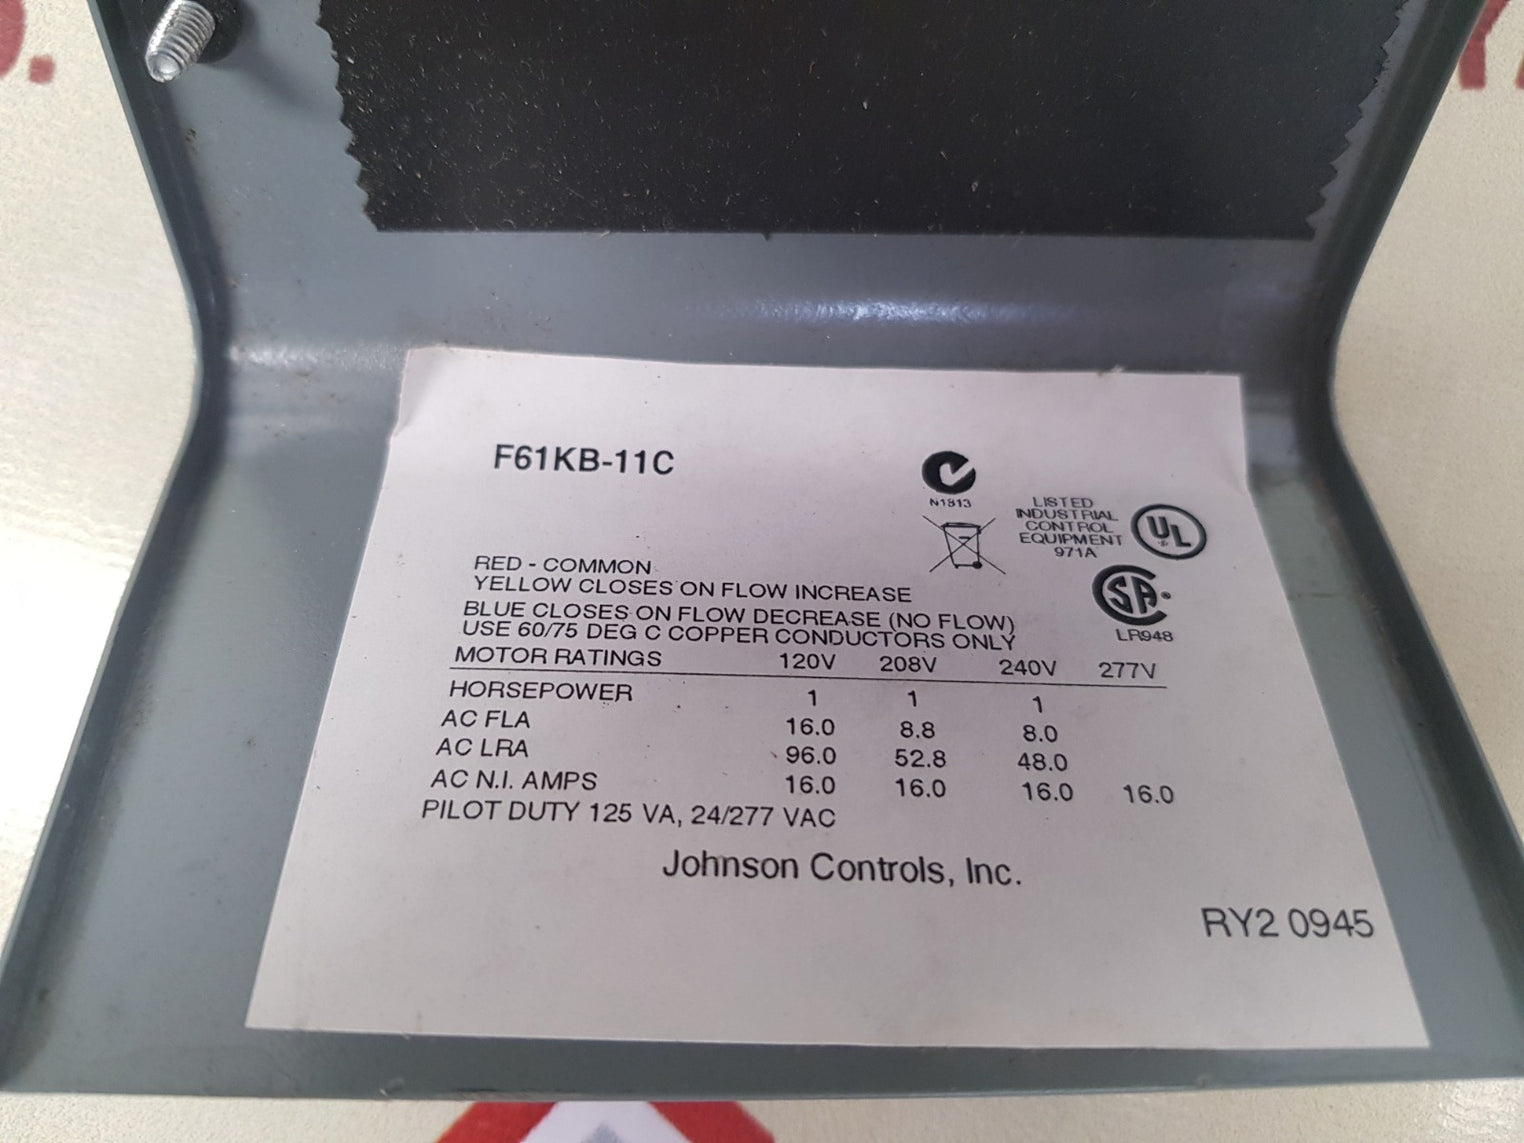 F61KB-11C
N1813
LISTED
INDUSTRIAL
CONTROL
EQUIPMENT
971A
UL
SA
LR948
RED - COMMON
YELLOW CLOSES ON FLOW INCREASE
BLUE CLOSES ON FLOW DECREASE (NO FLOW)
USE 60/75 DEG C COPPER CONDUCTORS ONLY
MOTOR RATINGS 120V 208V 240V 277V
HORSEPOWER 1 1 1
AC FLA 16.0 8.8 8.0
AC LRA 96.0 52.8 48.0
AC N.I. AMPS 16.0 16.0 16.0 16.0
PILOT DUTY 125 VA, 24/277 VAC
Johnson Controls, Inc.
RY2 0945